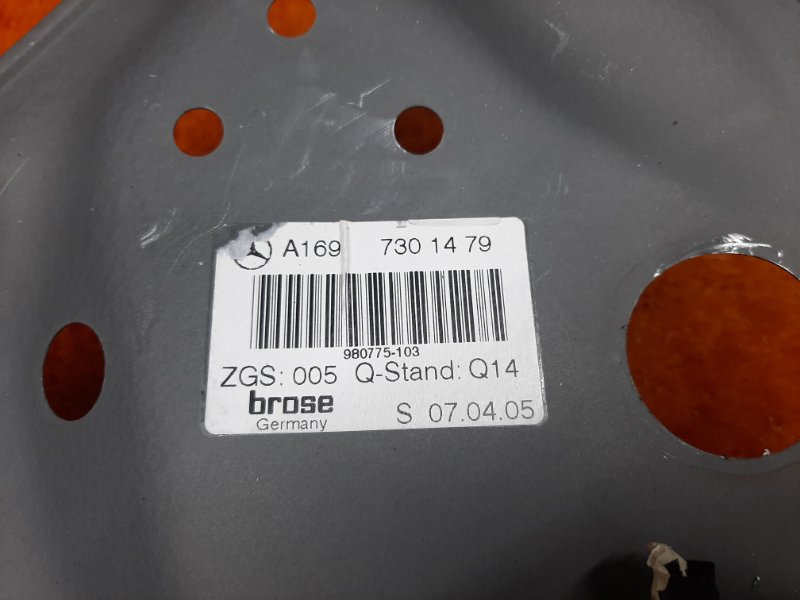 A169 730 14 79
980775-103
ZGS: 005 Q-Stand: Q14
brose
Germany S 07.04.05